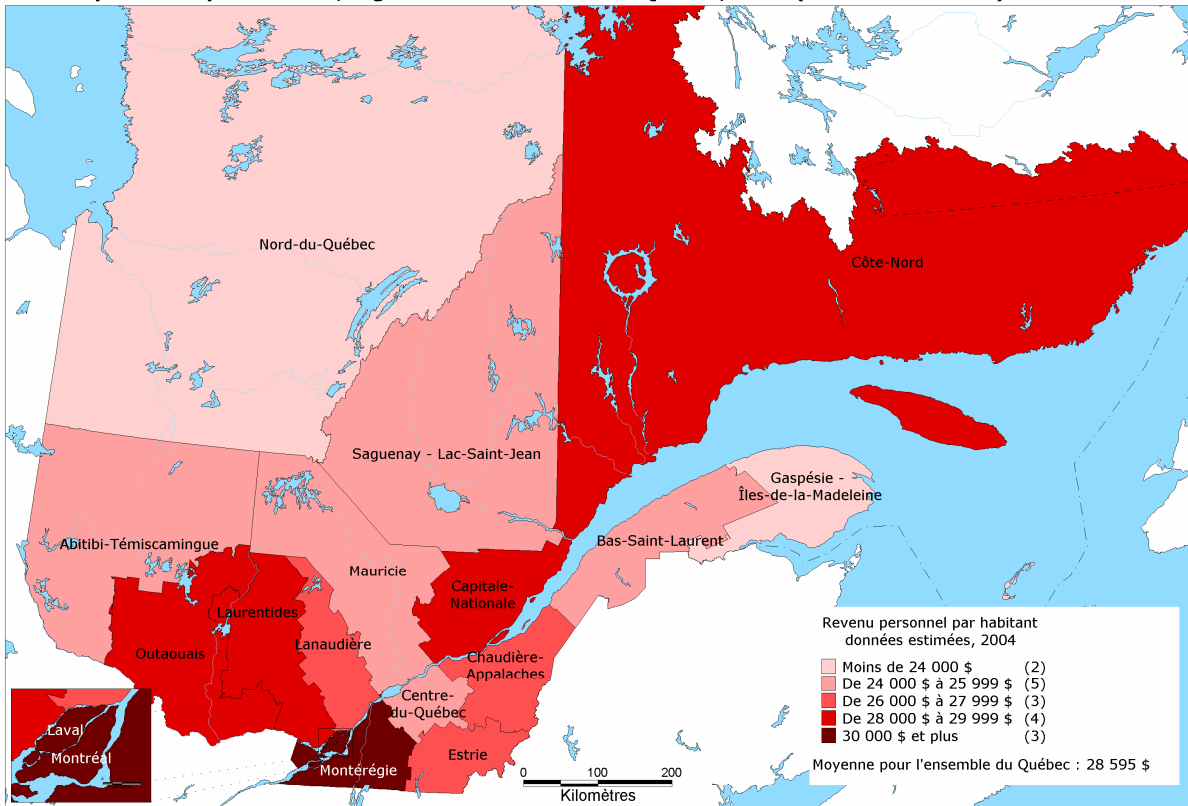 Nord-du-Québec
Côte-Nord
Saguenay - Lac-Saint-Jean
Gaspésie -
Îles-de-la-Madeleine
Bas-Saint-Laurent
Abitibi-Témiscamingue
Mauricie
Capitale-
Nationale
Laurentides
Lanaudière
Outaouais
Chaudière-
Appalaches
Centre-
du-Québec
Laval
Montréal
Montérégie
Estrie
Revenu personnel par habitant
données estimées, 2004
Moins de 24 000 $ (2)
De 24 000 $ à 25 999 $ (5)
De 26 000 $ à 27 999 $ (3)
De 28 000 $ à 29 999 $ (4)
30 000 $ et plus (3)
Moyenne pour l'ensemble du Québec : 28 595 $
0 100 200
Kilomètres